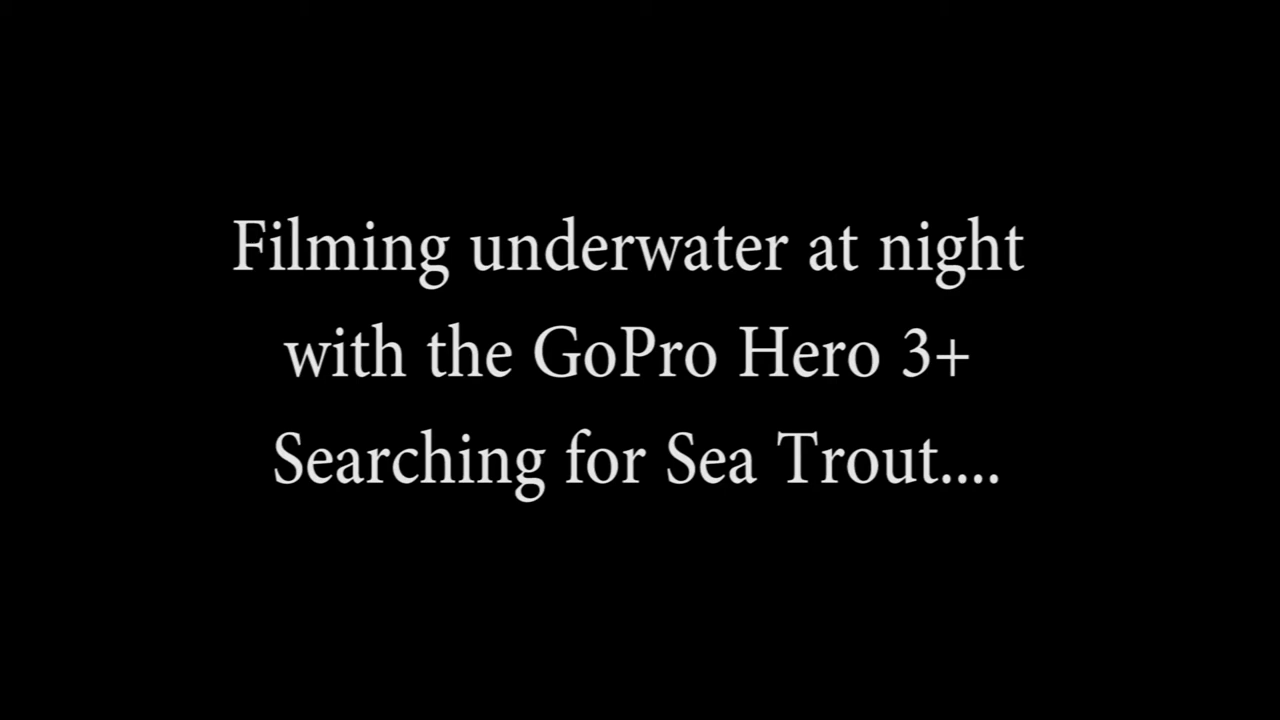 Filming underwater at night
with the GoPro Hero 3+
Searching for Sea Trout....